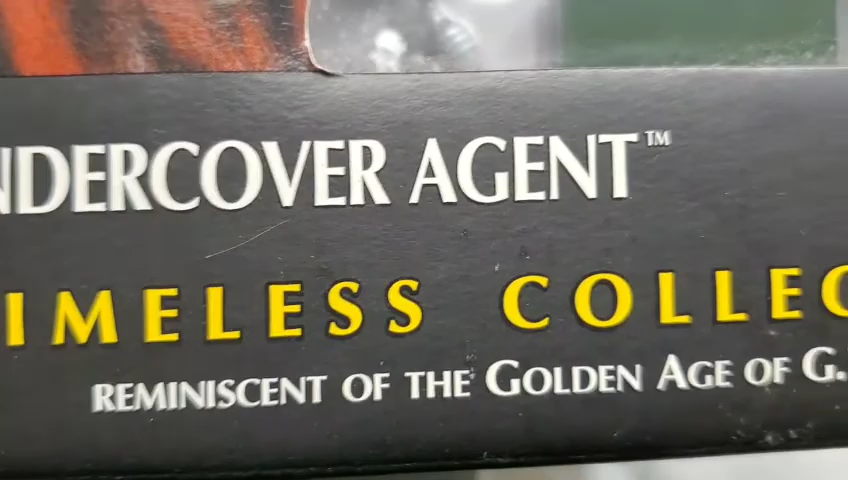 NDERCOVER AGENT™
IMELESS COLLEC
REMINISCENT OF THE GOLDEN AGE OF G.